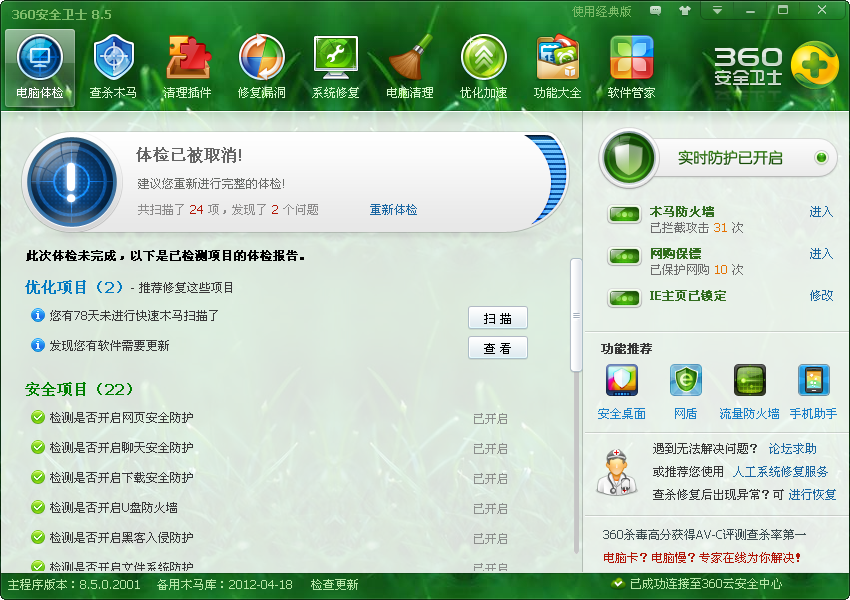 360安全卫士 8.5
使用经典版
电脑体检
查杀木马
清理插件
修复漏洞
系统修复
电脑清理
优化加速
功能大全
软件管家
360
安全卫士
体检已被取消!
建议您重新进行完整的体检!
共扫描了 24 项，发现了 2 个问题
重新体检
此次体检未完成，以下是已检测项目的体检报告。
优化项目（2）- 推荐修复这些项目
您有78天未进行快速木马扫描了
扫 描
发现您有软件需要更新
查 看
安全项目（22）
检测是否开启网页安全防护 已开启
检测是否开启聊天安全防护 已开启
检测是否开启下载安全防护 已开启
检测是否开启U盘防火墙 已开启
检测是否开启黑客入侵防护 已开启
检测是否开启文件系统防护 已开启
实时防护已开启
木马防火墙 进入
已拦截攻击 31 次
网购保镖 进入
已保护网购 10 次
IE主页已锁定 修改
功能推荐
安全桌面
网盾
流量防火墙
手机助手
遇到无法解决问题？ 论坛求助
或推荐您使用 人工系统修复服务
查杀修复后出现异常？可 进行恢复
360杀毒高分获得AV-C评测查杀率第一
电脑卡？电脑慢？专家在线为你解决！
主程序版本：8.5.0.2001 备用木马库：2012-04-18 检查更新
已成功连接至360云安全中心